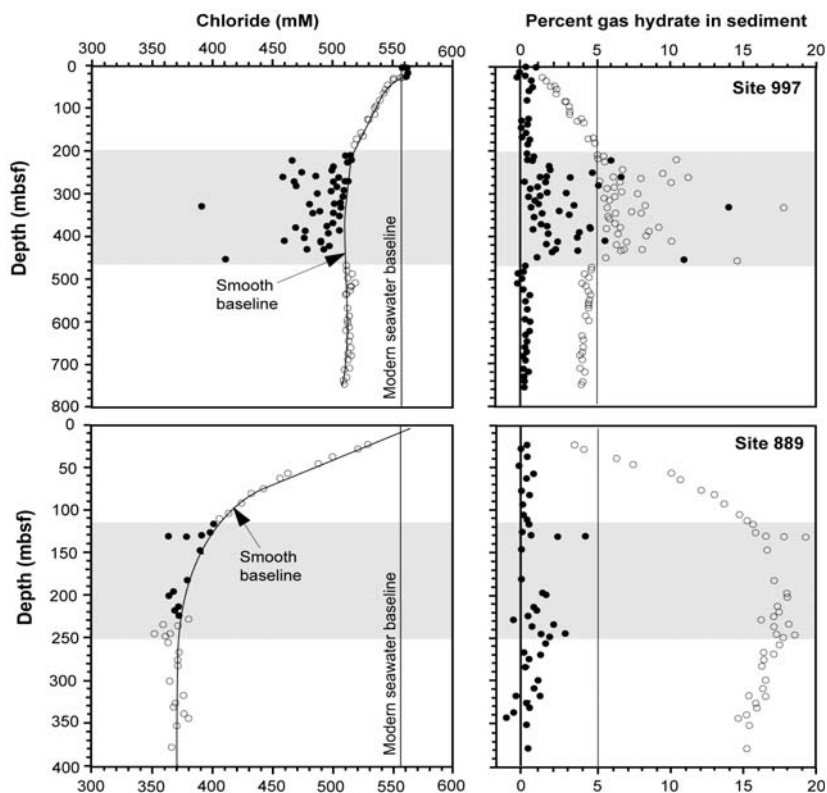 Chloride (mM)
300 350 400 450 500 550 600
Percent gas hydrate in sediment
0 5 10 15 20
Depth (mbsf)
0
100
200
300
400
500
600
700
800
Smooth
baseline
Modern seawater baseline
Site 997
Depth (mbsf)
0
50
100
150
200
250
300
350
400
Smooth
baseline
Modern seawater baseline
Site 889
300 350 400 450 500 550 600
0 5 10 15 20